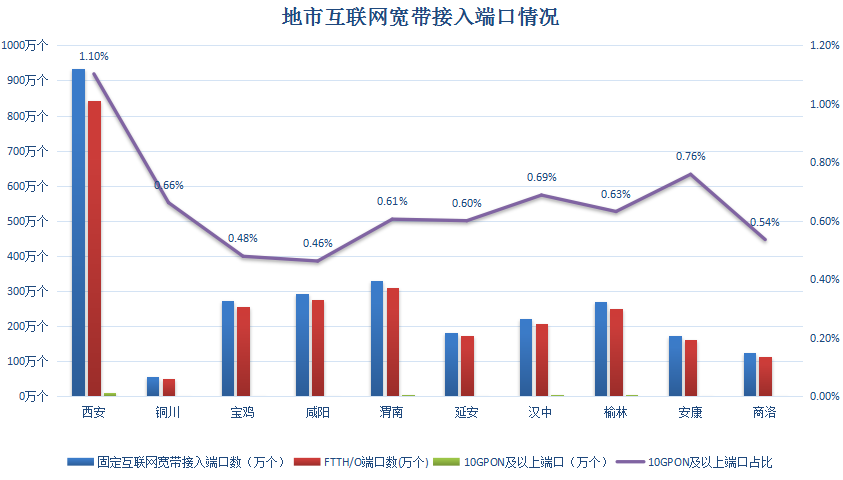 地市互联网宽带接入端口情况
1000万个
900万个
800万个
700万个
600万个
500万个
400万个
300万个
200万个
100万个
0万个
1.20%
1.00%
0.80%
0.60%
0.40%
0.20%
0.00%
1.10%
0.66%
0.48%
0.46%
0.61%
0.60%
0.69%
0.63%
0.76%
0.54%
西安 铜川 宝鸡 咸阳 渭南 延安 汉中 榆林 安康 商洛
固定互联网宽带接入端口数（万个） FTTH/O端口数(万个) 10GPON及以上端口（万个） 10GPON及以上端口占比